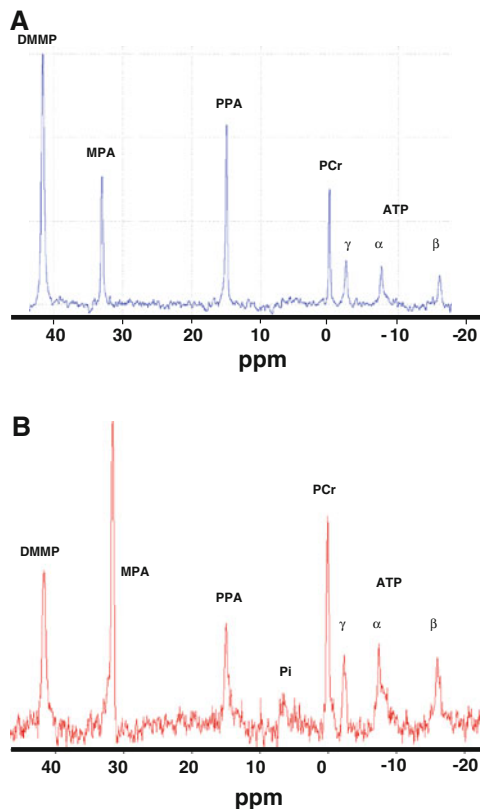 A
DMMP
MPA
PPA
PCr
ATP
γ α β
40 30 20 10 0 -10 -20
ppm
B
DMMP
MPA
PPA
Pi
PCr
ATP
γ α β
40 30 20 10 0 -10 -20
ppm